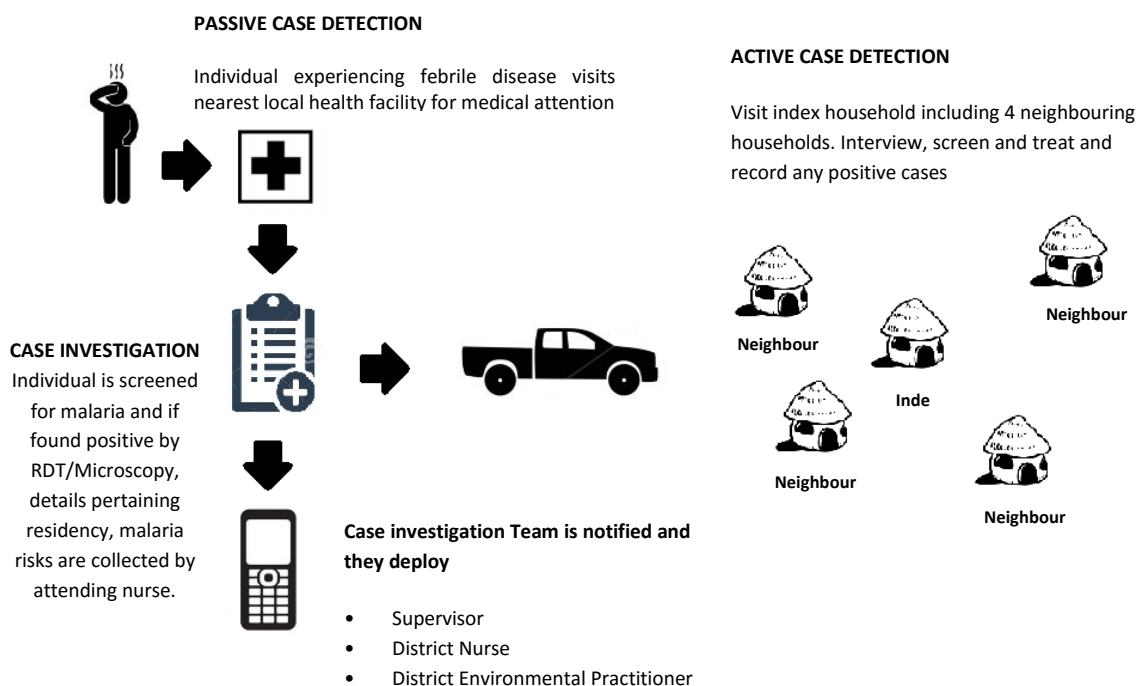 PASSIVE CASE DETECTION
Individual experiencing febrile disease visits
nearest local health facility for medical attention
CASE INVESTIGATION
Individual is screened
for malaria and if
found positive by
RDT/Microscopy,
details pertaining
residency, malaria
risks are collected by
attending nurse.
Case investigation Team is notified and
they deploy
• Supervisor
• District Nurse
• District Environmental Practitioner
ACTIVE CASE DETECTION
Visit index household including 4 neighbouring
households. Interview, screen and treat and
record any positive cases
Neighbour
Neighbour
Inde
Neighbour
Neighbour